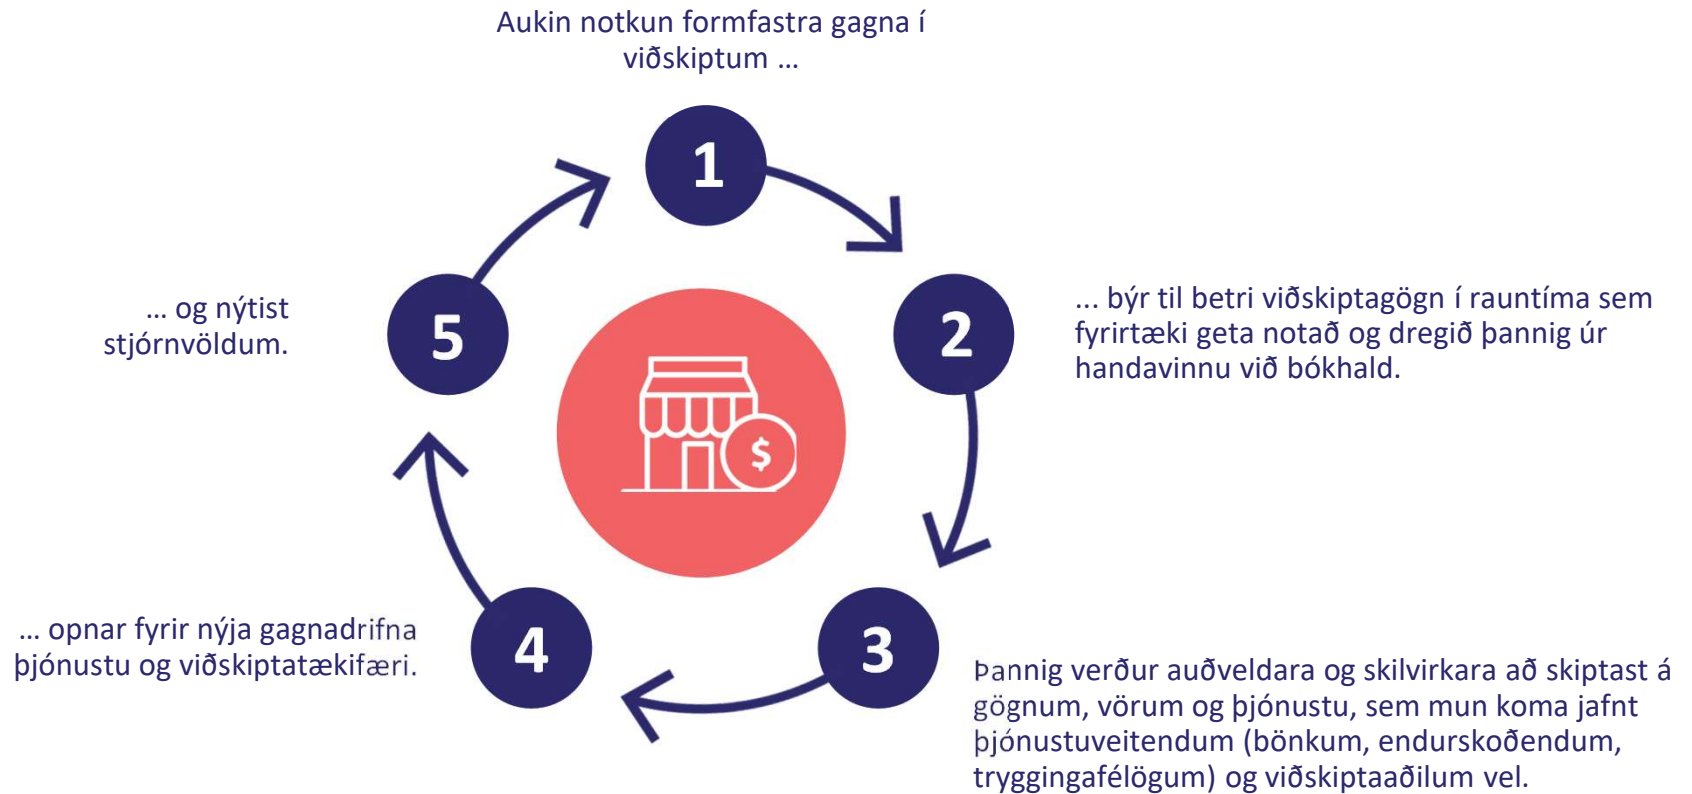 Aukin notkun formfastra gagna í
viðskiptum …
1
2
... býr til betri viðskiptagögn í rauntíma sem
fyrirtæki geta notað og dregið þannig úr
handavinnu við bókhald.
3
Þannig verður auðveldara og skilvirkara að skiptast á
gögnum, vörum og þjónustu, sem mun koma jafnt
þjónustuveitendum (bönkum, endurskoðendum,
tryggingafélögum) og viðskiptaaðilum vel.
4
… opnar fyrir nýja gagnadrifna
þjónustu og viðskiptatækifæri.
5
… og nýtist
stjórnvöldum.
$